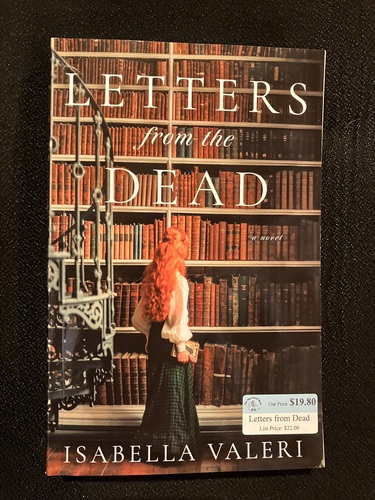 LETTERS
from the
DEAD
a novel
Our Price: $19.80
Letters from Dead
List Price: $22.00
ISABELLA VALERI